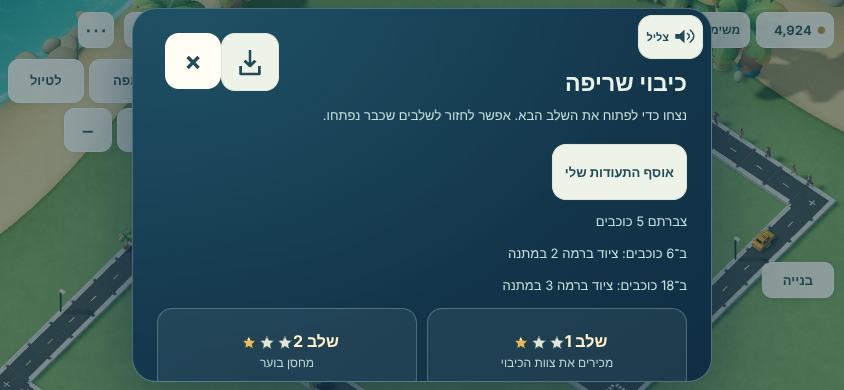 4,924
משימ
צליל
מפה
לטיול
כיבוי שריפה
נצחו כדי לפתוח את השלב הבא. אפשר לחזור לשלבים שכבר נפתחו.
אוסף התעודות שלי
צברתם 5 כוכבים
ב־6 כוכבים: ציוד ברמה 2 במתנה
בנייה
ב־18 כוכבים: ציוד ברמה 3 במתנה
שלב 1
מכירים את צוות הכיבוי
שלב 2
מחסן בוער